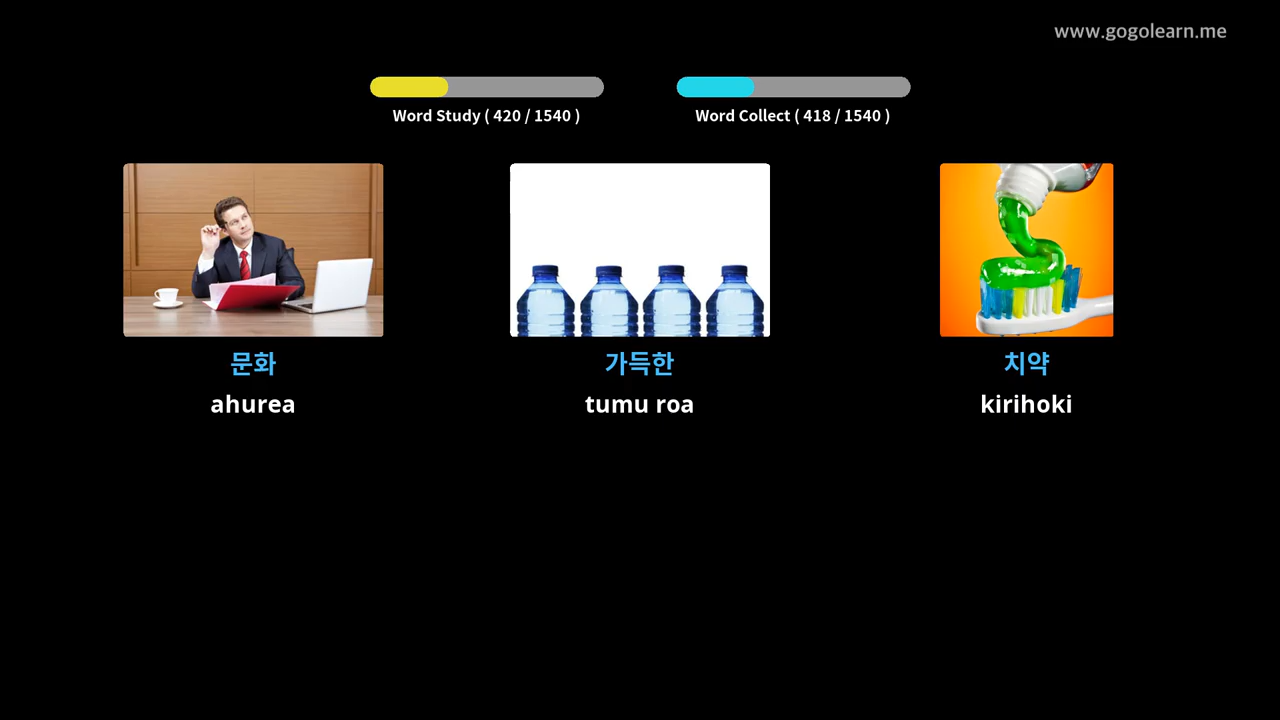 www.gogolearn.me
Word Study ( 420 / 1540 )
Word Collect ( 418 / 1540 )
문화
가득한
치약
ahurea
tumu roa
kirihoki